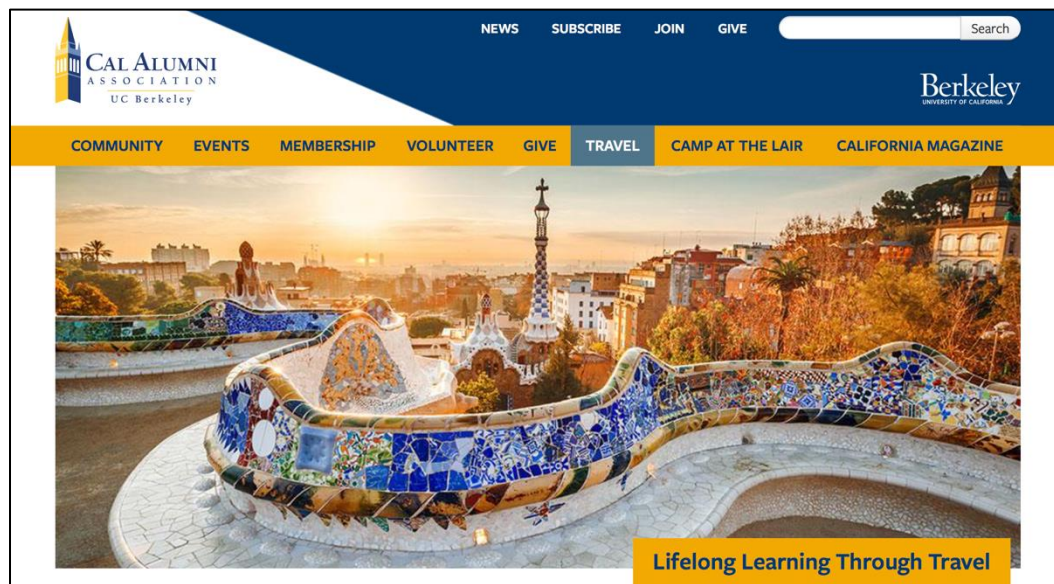 NEWS SUBSCRIBE JOIN GIVE Search
CAL ALUMNI
ASSOCIATION
UC Berkeley
Berkeley
UNIVERSITY OF CALIFORNIA
COMMUNITY EVENTS MEMBERSHIP VOLUNTEER GIVE TRAVEL CAMP AT THE LAIR CALIFORNIA MAGAZINE
Lifelong Learning Through Travel